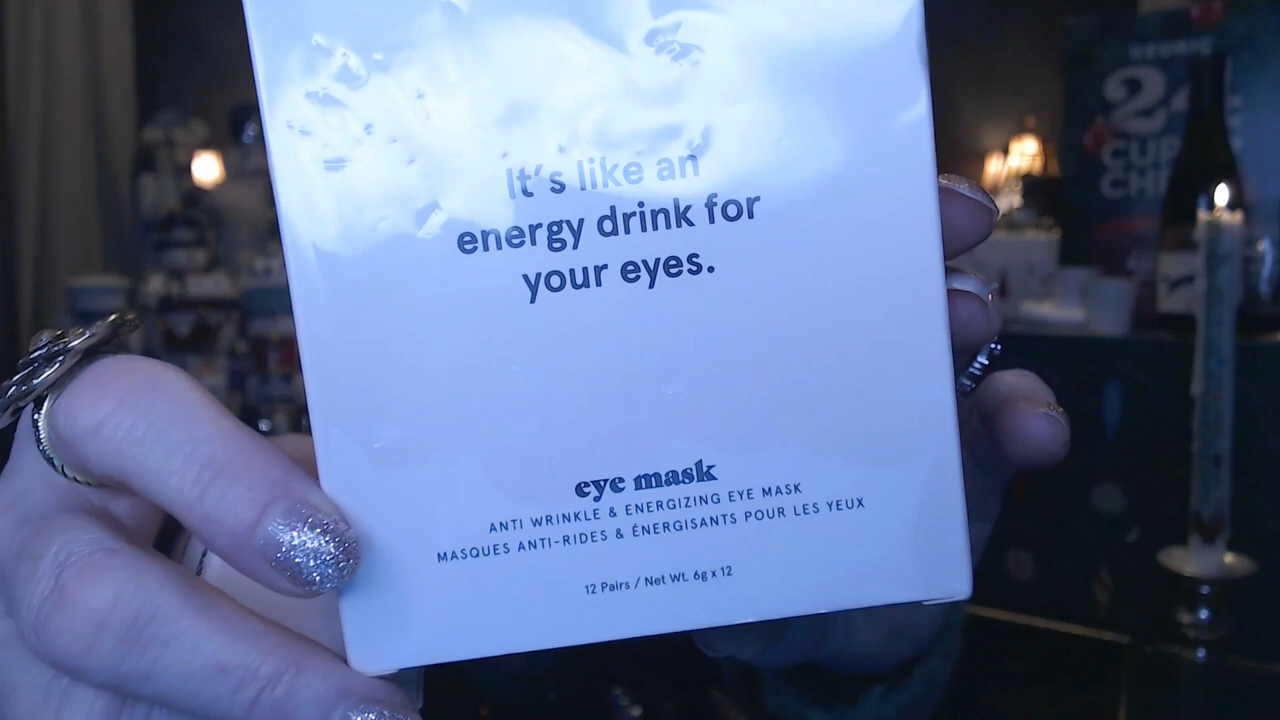 It's like an
energy drink for
your eyes.
eye mask
ANTI WRINKLE & ENERGIZING EYE MASK
MASQUES ANTI-RIDES & ÉNERGISANTS POUR LES YEUX
12 Pairs / Net Wt. 6g x 12
KEURIG